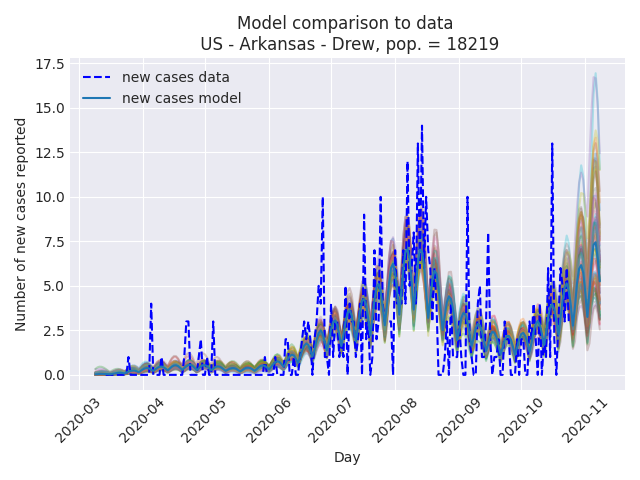 Model comparison to data
US - Arkansas - Drew, pop. = 18219
new cases data
new cases model
Number of new cases reported
17.5
15.0
12.5
10.0
7.5
5.0
2.5
0.0
2020-03
2020-04
2020-05
2020-06
2020-07
2020-08
2020-09
2020-10
2020-11
Day